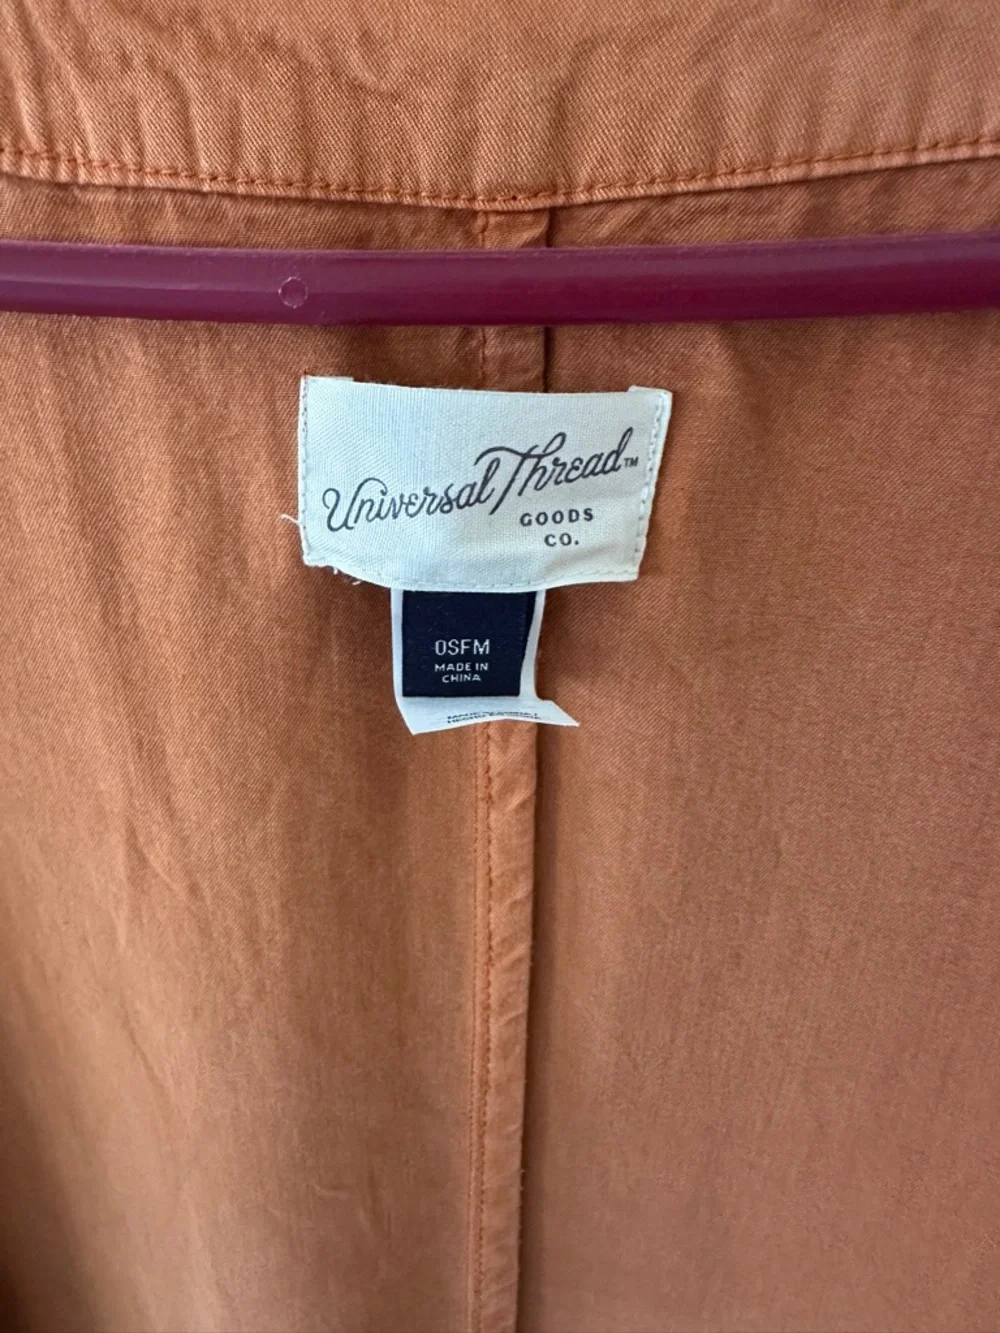 Universal Thread™
GOODS
CO.
OSFM
MADE IN
CHINA